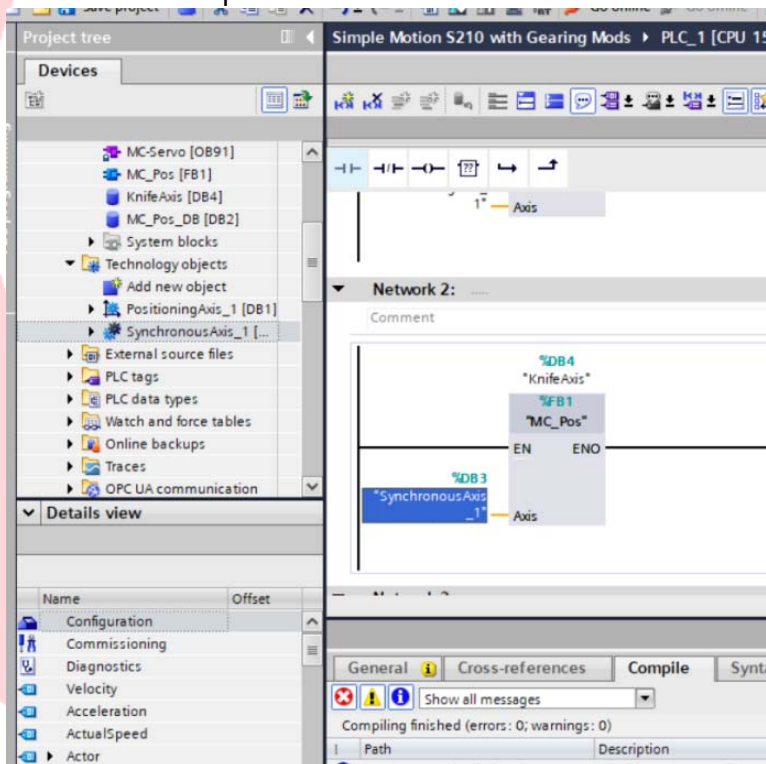 Save project
Go online
Project tree
Simple Motion S210 with Gearing Mods ▸ PLC_1 [CPU 15
Devices
MC-Servo [OB91]
MC_Pos [FB1]
KnifeAxis [DB4]
MC_Pos_DB [DB2]
System blocks
Technology objects
Add new object
PositioningAxis_1 [DB1]
SynchronousAxis_1 [...
External source files
PLC tags
PLC data types
Watch and force tables
Online backups
Traces
OPC UA communication
Details view
Name Offset
Configuration
Commissioning
Diagnostics
Velocity
Acceleration
ActualSpeed
Actor
??
1" Axis
Network 2: .....
Comment
%DB4
"KnifeAxis"
%FB1
"MC_Pos"
EN ENO
%DB3
"SynchronousAxis
_1" Axis
General Cross-references Compile Synta
Show all messages
Compiling finished (errors: 0; warnings: 0)
! Path Description